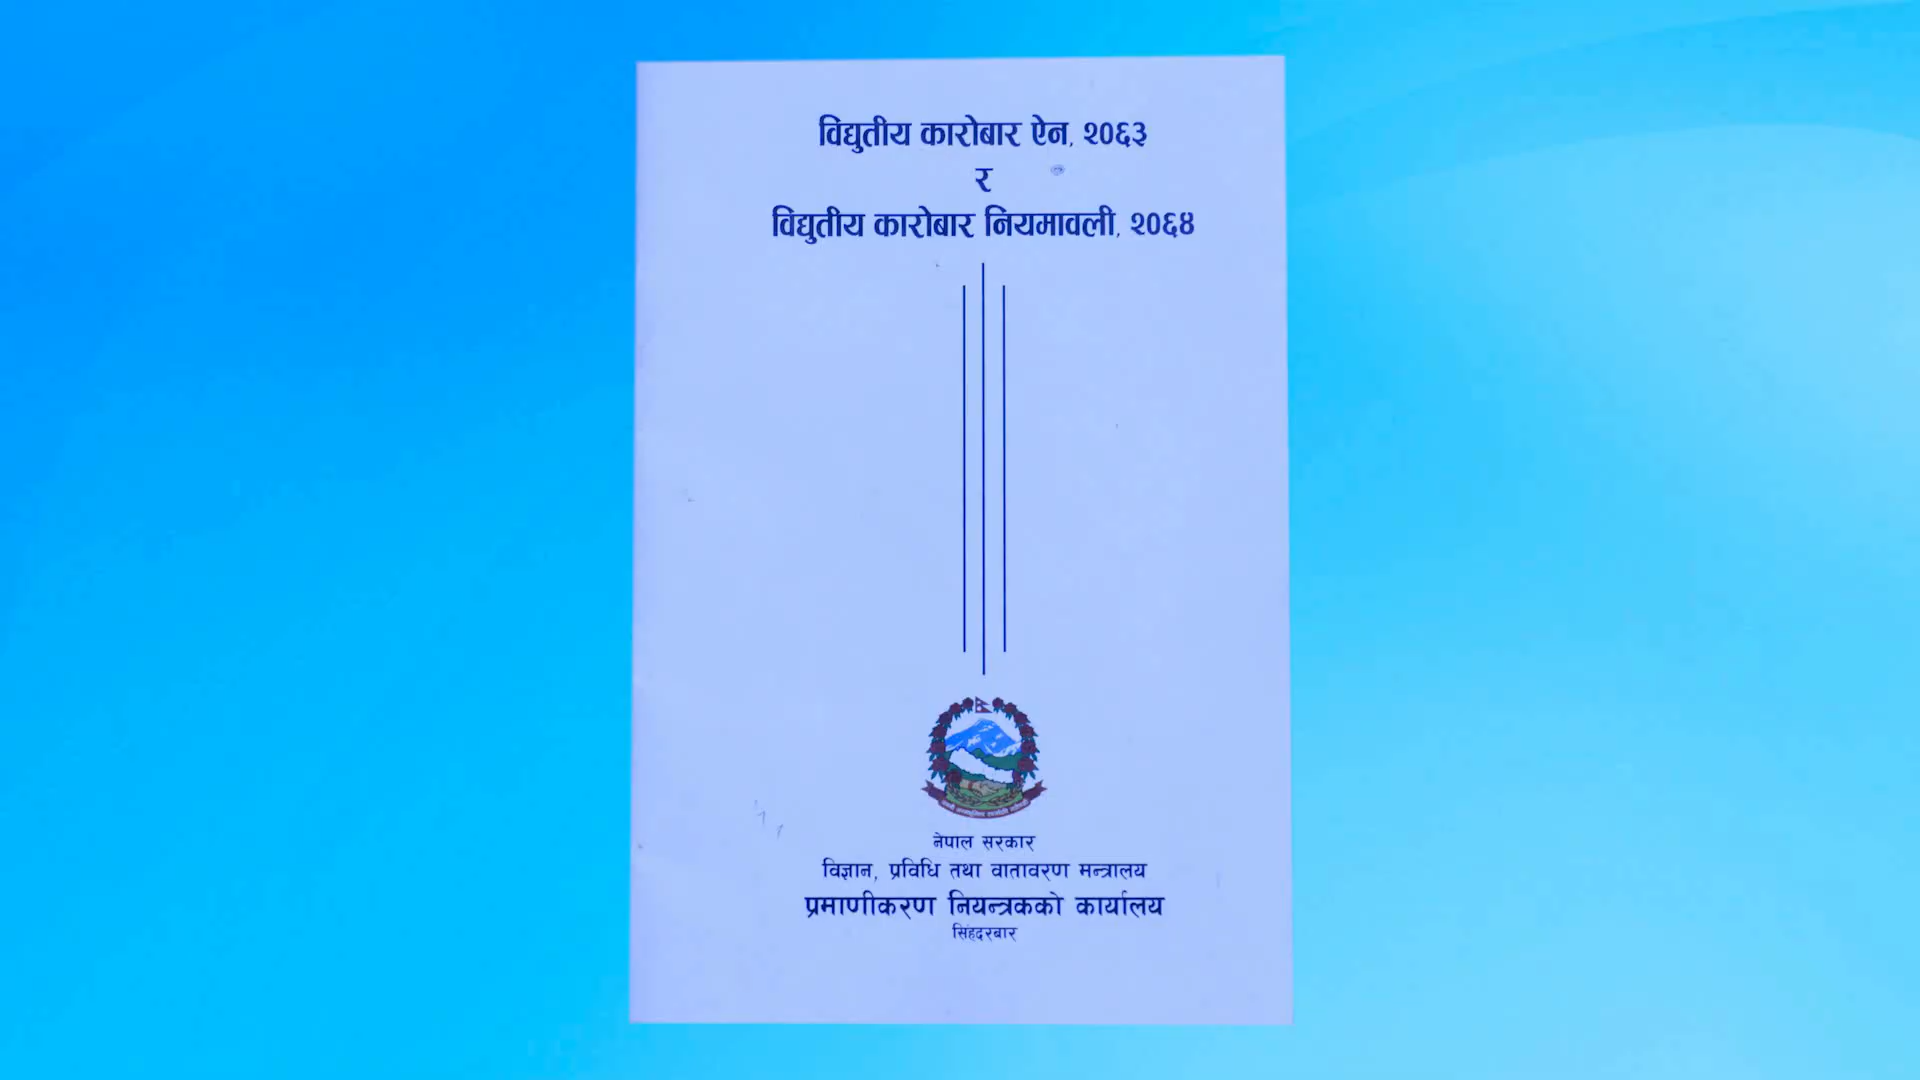 विद्युतीय कारोबार ऐन, २०६३
र
विद्युतीय कारोबार नियमावली, २०६४
नेपाल सरकार
विज्ञान, प्रविधि तथा वातावरण मन्त्रालय
प्रमाणीकरण नियन्त्रकको कार्यालय
सिंहदरबार